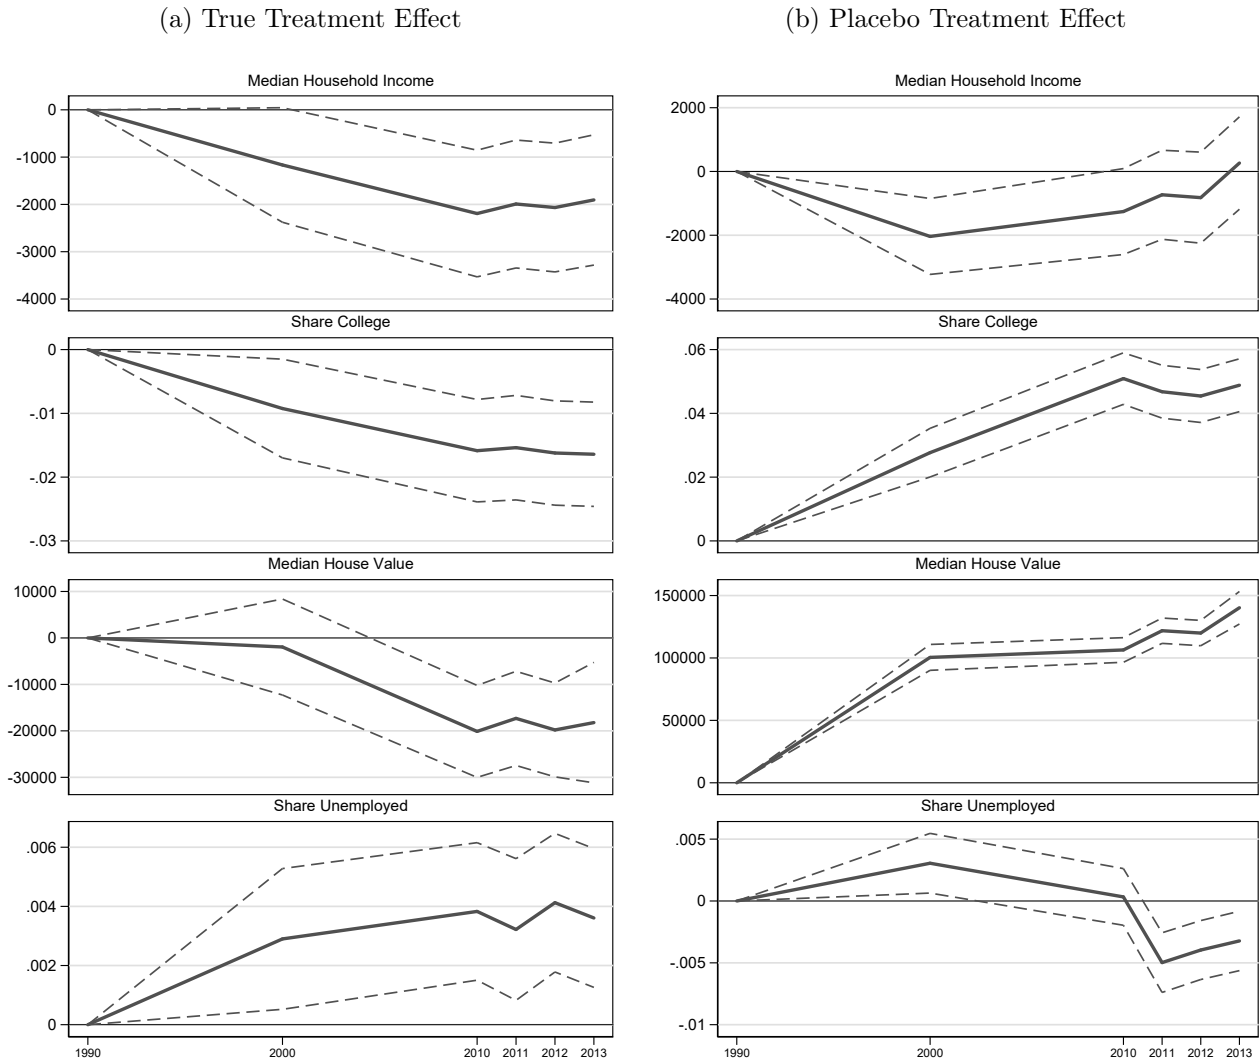 (a) True Treatment Effect
(b) Placebo Treatment Effect
Median Household Income
0
-1000
-2000
-3000
-4000
Share College
0
-.01
-.02
-.03
Median House Value
10000
0
-10000
-20000
-30000
Share Unemployed
.006
.004
.002
0
1990 2000 2010 2011 2012 2013
Median Household Income
2000
0
-2000
-4000
Share College
.06
.04
.02
0
Median House Value
150000
100000
50000
0
Share Unemployed
.005
0
-.005
-.01
1990 2000 2010 2011 2012 2013